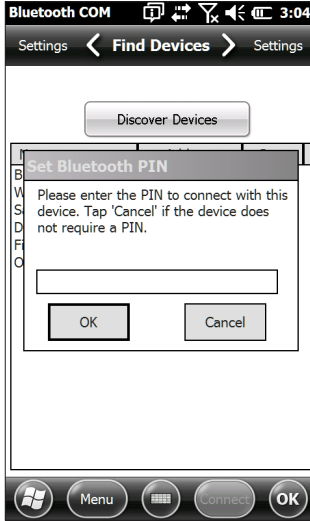 Bluetooth COM 3:04
Settings Find Devices Settings
Discover Devices
Set Bluetooth PIN
Please enter the PIN to connect with this
device. Tap 'Cancel' if the device does
not require a PIN.
OK Cancel
Menu Connect OK